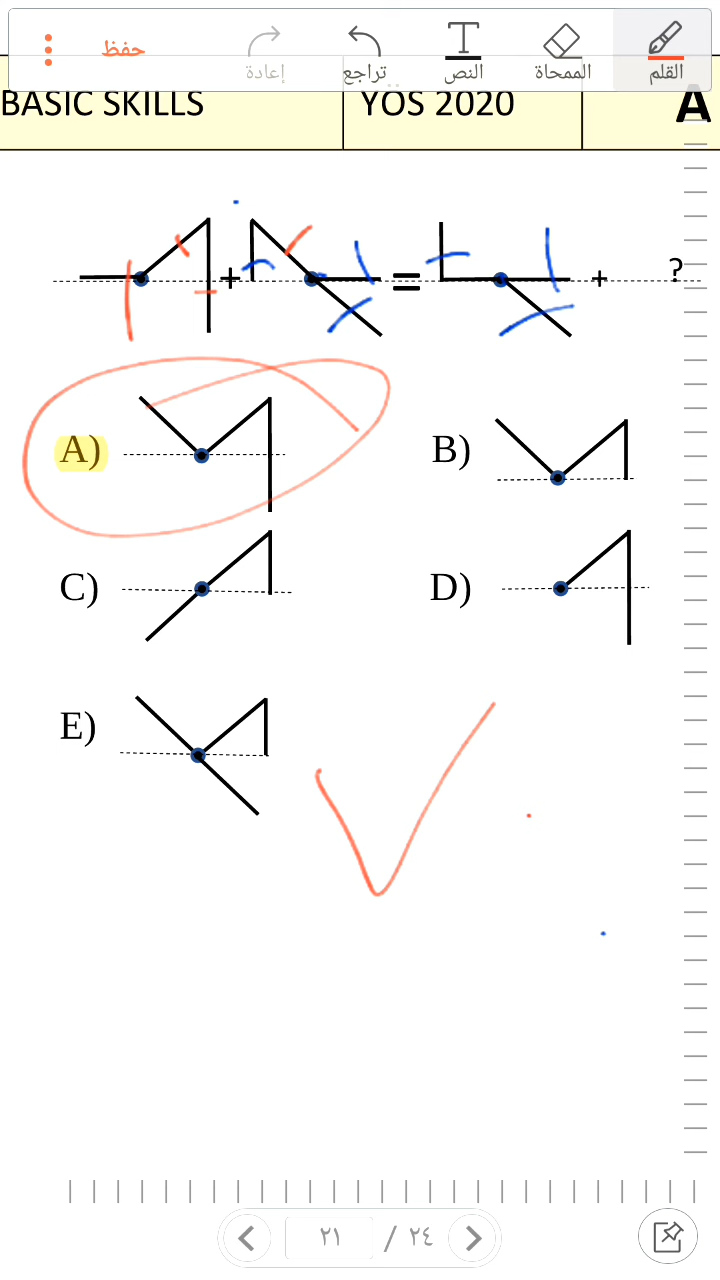 حفظ
إعادة
تراجع
النص
الممحاة
القلم
BASIC SKILLS
YOS 2020
A
+ = + ?
A)
B)
C)
D)
E)
٢١ / ٢٤